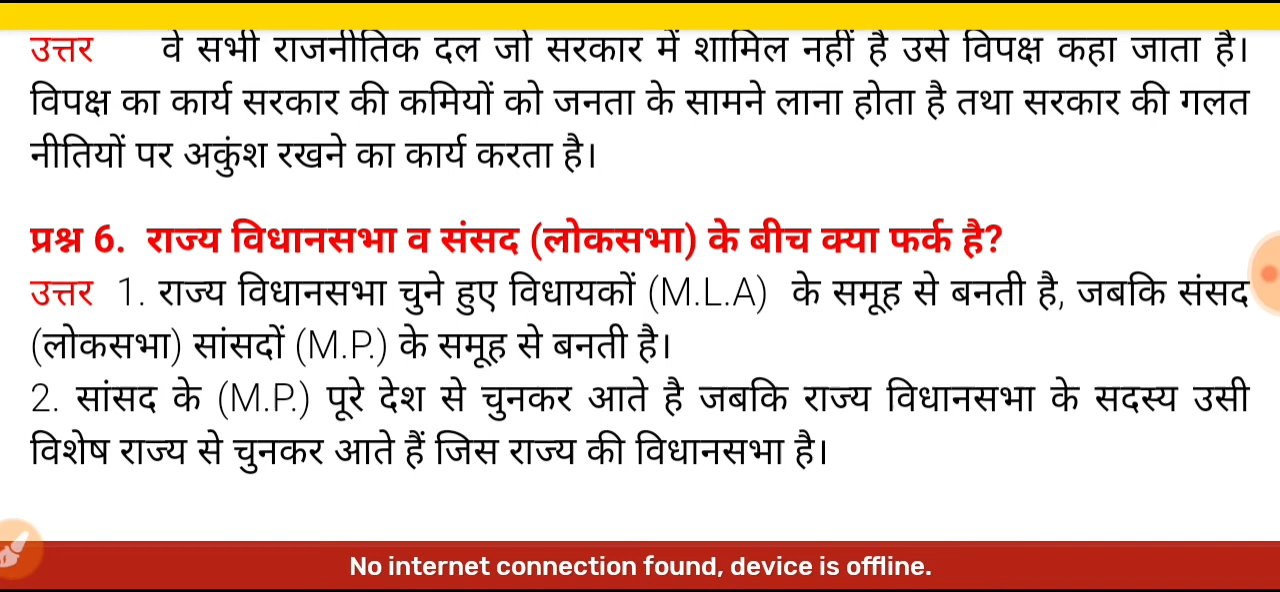 उत्तर वे सभी राजनीतिक दल जो सरकार में शामिल नहीं है उसे विपक्ष कहा जाता है।
विपक्ष का कार्य सरकार की कमियों को जनता के सामने लाना होता है तथा सरकार की गलत
नीतियों पर अकुंश रखने का कार्य करता है।
प्रश्न 6. राज्य विधानसभा व संसद (लोकसभा) के बीच क्या फर्क है?
उत्तर 1. राज्य विधानसभा चुने हुए विधायकों (M.L.A) के समूह से बनती है, जबकि संसद
(लोकसभा) सांसदों (M.P.) के समूह से बनती है।
2. सांसद के (M.P.) पूरे देश से चुनकर आते है जबकि राज्य विधानसभा के सदस्य उसी
विशेष राज्य से चुनकर आते हैं जिस राज्य की विधानसभा है।
No internet connection found, device is offline.